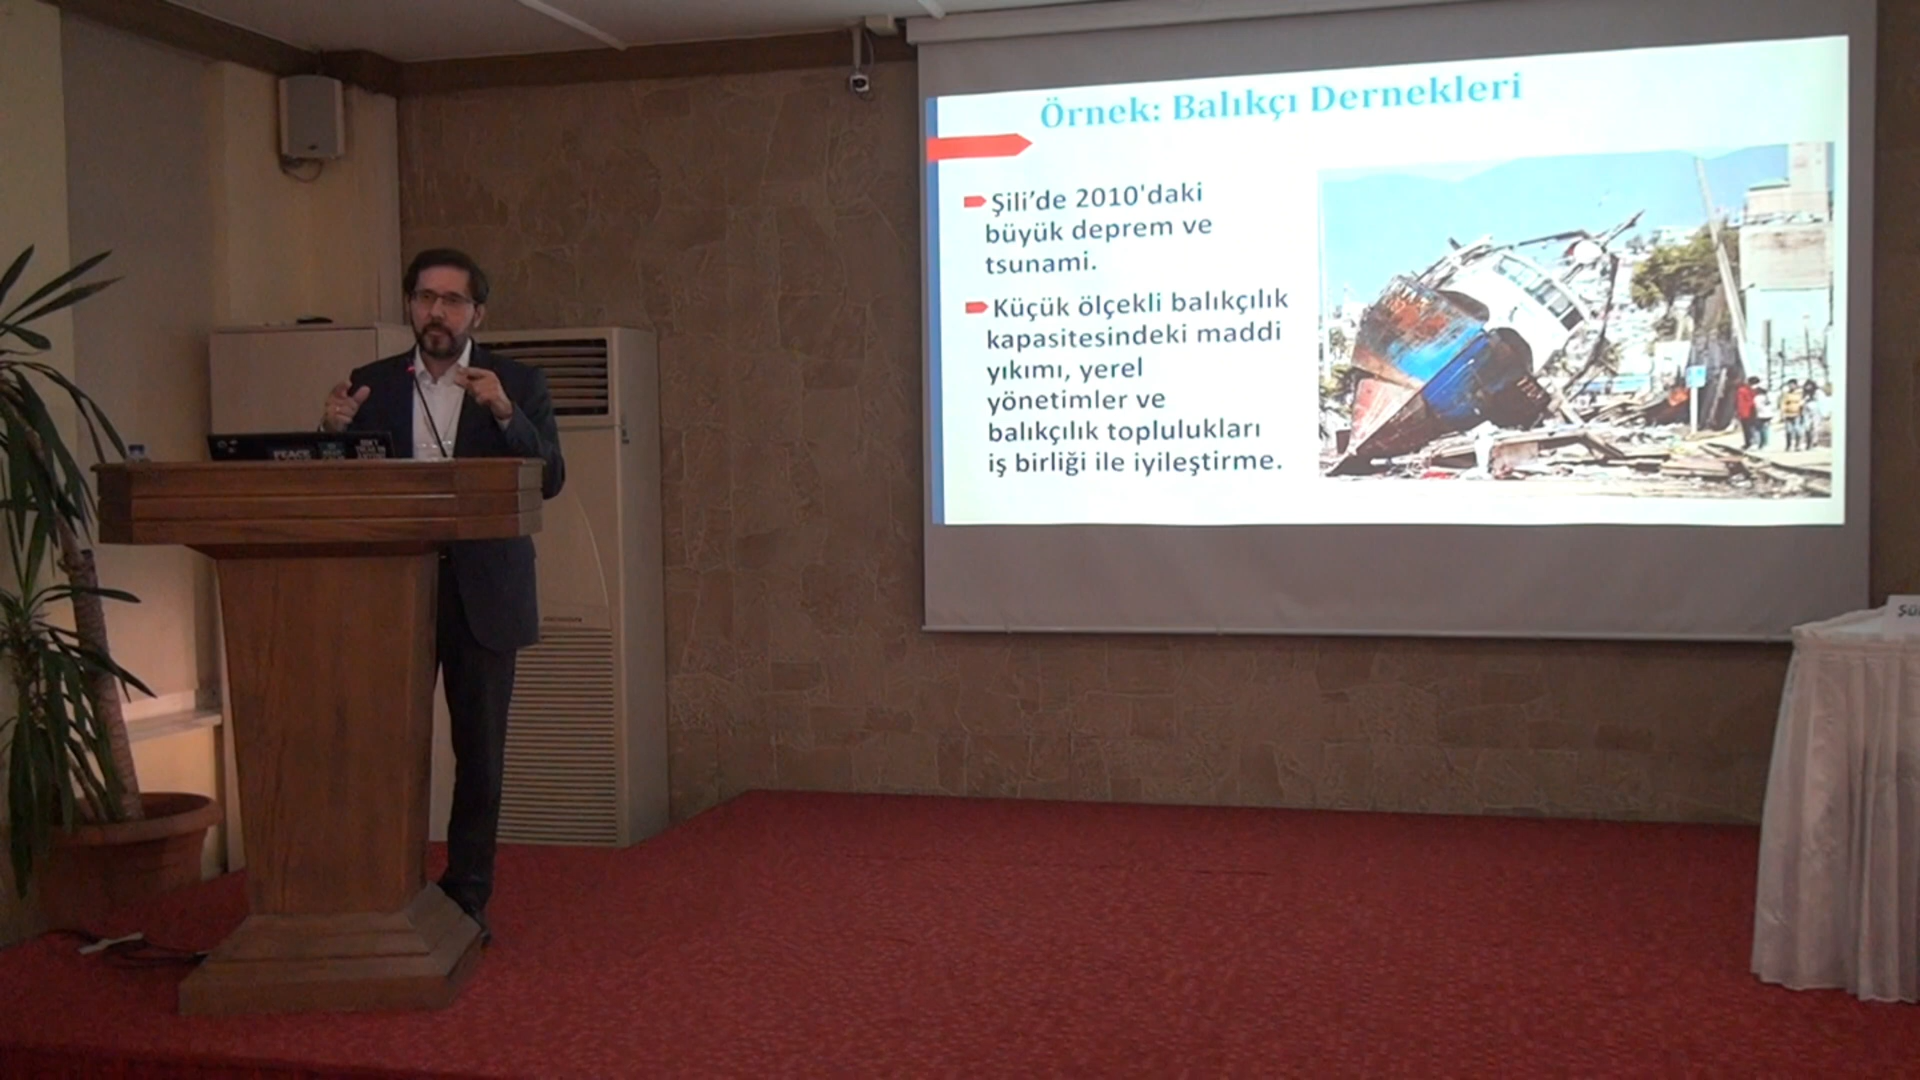 Örnek: Balıkçı Dernekleri
Şili’de 2010'daki
büyük deprem ve
tsunami.
Küçük ölçekli balıkçılık
kapasitesindeki maddi
yıkımı, yerel
yönetimler ve
balıkçılık toplulukları
iş birliği ile iyileştirme.
PEACE